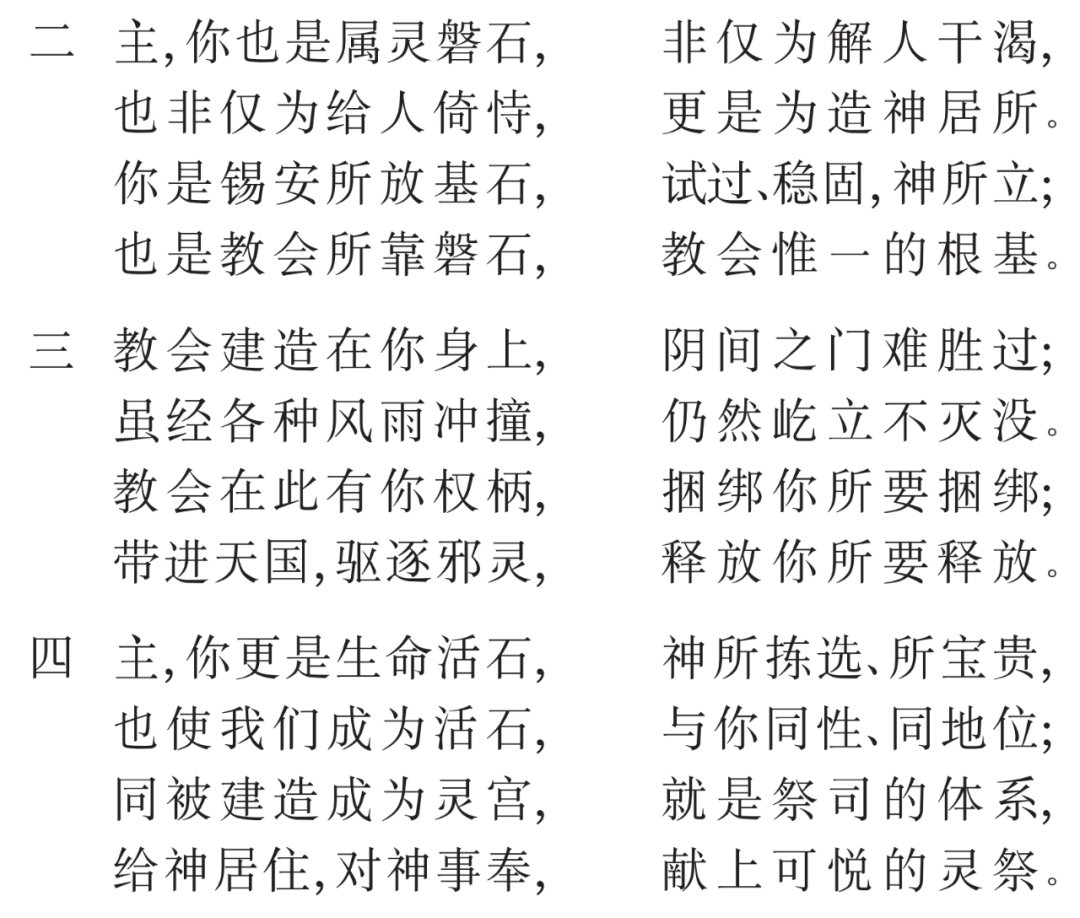 二 主,你也是属灵磐石, 非仅为解人干渴,
也非仅为给人倚恃, 更是为造神居所。
你是锡安所放基石, 试过、稳固,神所立;
也是教会所靠磐石, 教会惟一的根基。
三 教会建造在你身上, 阴间之门难胜过;
虽经各种风雨冲撞, 仍然屹立不灭没。
教会在此有你权柄, 捆绑你所要捆绑;
带进天国,驱逐邪灵, 释放你所要释放。
四 主,你更是生命活石, 神所拣选、所宝贵,
也使我们成为活石, 与你同性、同地位;
同被建造成为灵宫, 就是祭司的体系,
给神居住,对神事奉, 献上可悦的灵祭。